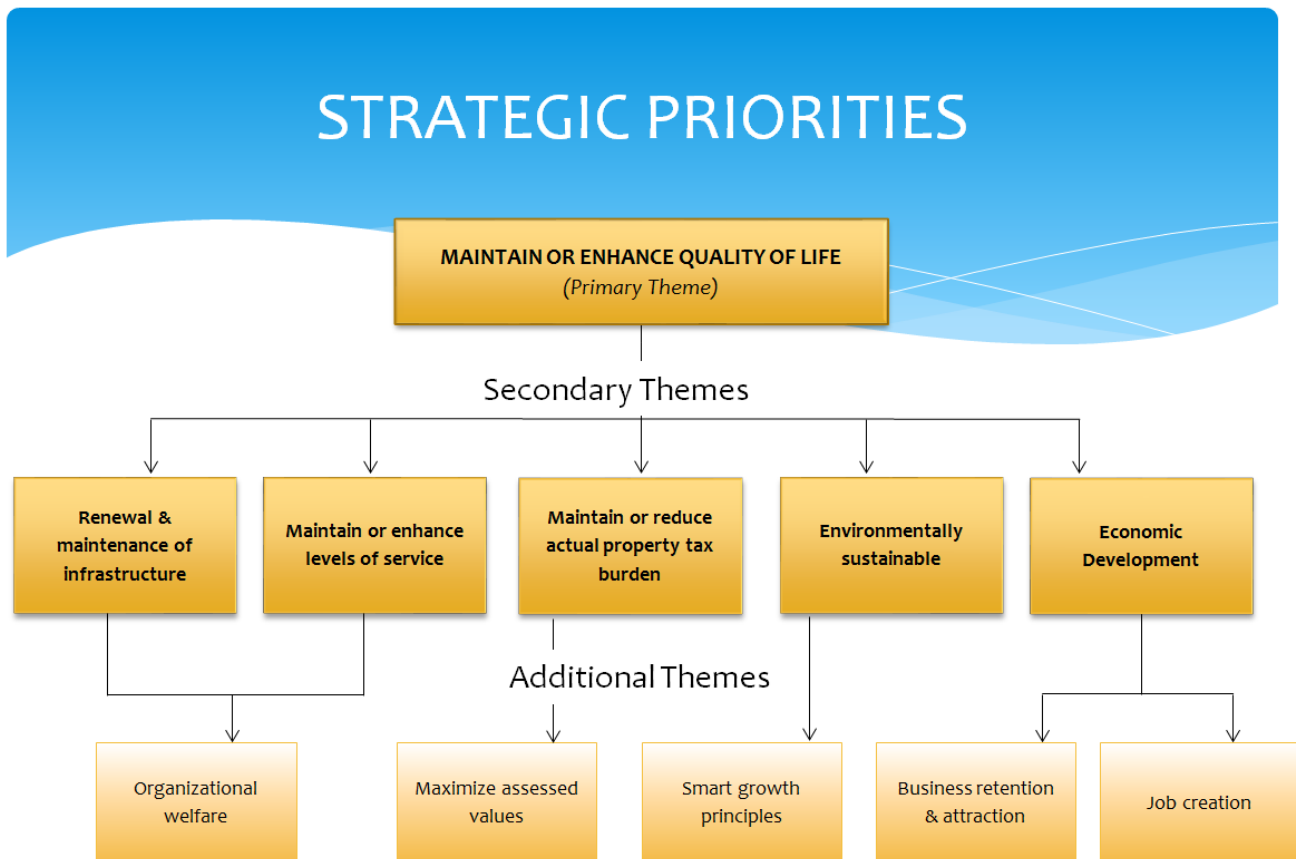 STRATEGIC PRIORITIES
MAINTAIN OR ENHANCE QUALITY OF LIFE
(Primary Theme)
Secondary Themes
Renewal &
maintenance of
infrastructure
Maintain or enhance
levels of service
Maintain or reduce
actual property tax
burden
Environmentally
sustainable
Economic
Development
Additional Themes
Organizational
welfare
Maximize assessed
values
Smart growth
principles
Business retention
& attraction
Job creation